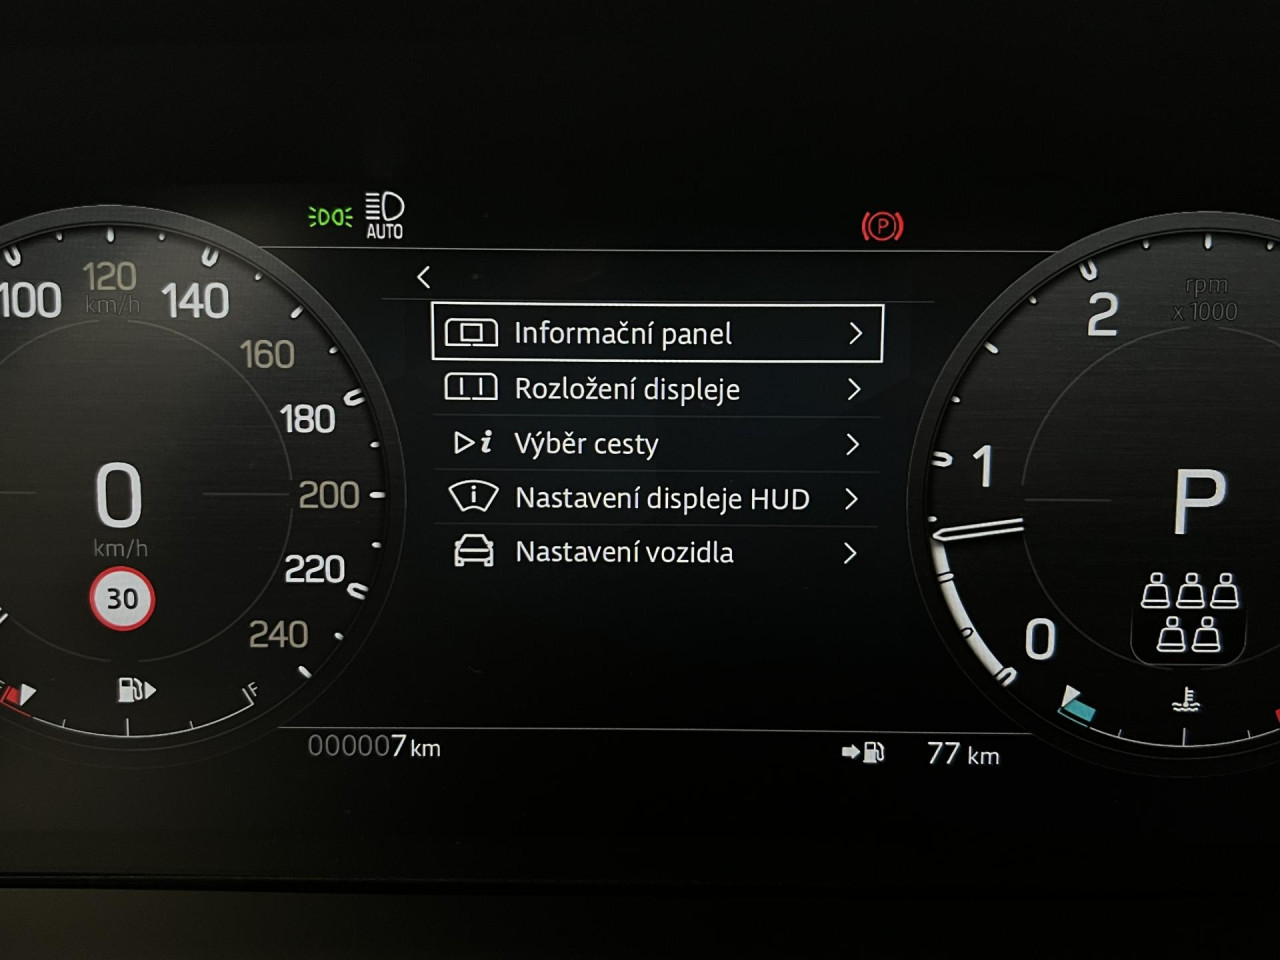 AUTO
P
100
120
km/h
140
160
180
200
220
240
0
km/h
30
F
Informační panel
Rozložení displeje
Výběr cesty
Nastavení displeje HUD
Nastavení vozidla
rpm
x 1000
2
1
0
P
000007 km
77 km